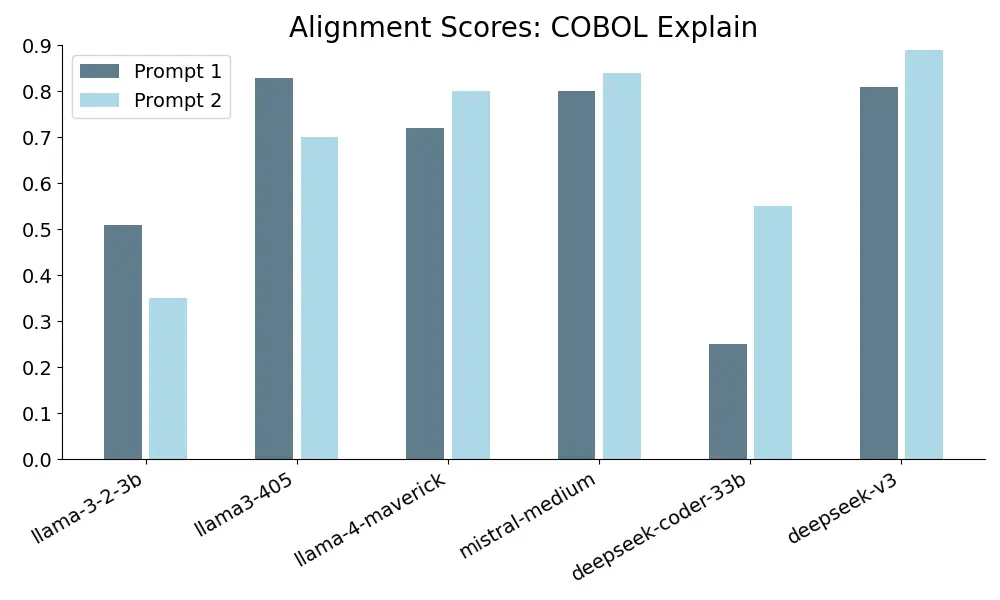 Alignment Scores: COBOL Explain
Prompt 1
Prompt 2
0.9
0.8
0.7
0.6
0.5
0.4
0.3
0.2
0.1
0.0
llama-3-2-3b
llama3-405
llama-4-maverick
mistral-medium
deepseek-coder-33b
deepseek-v3